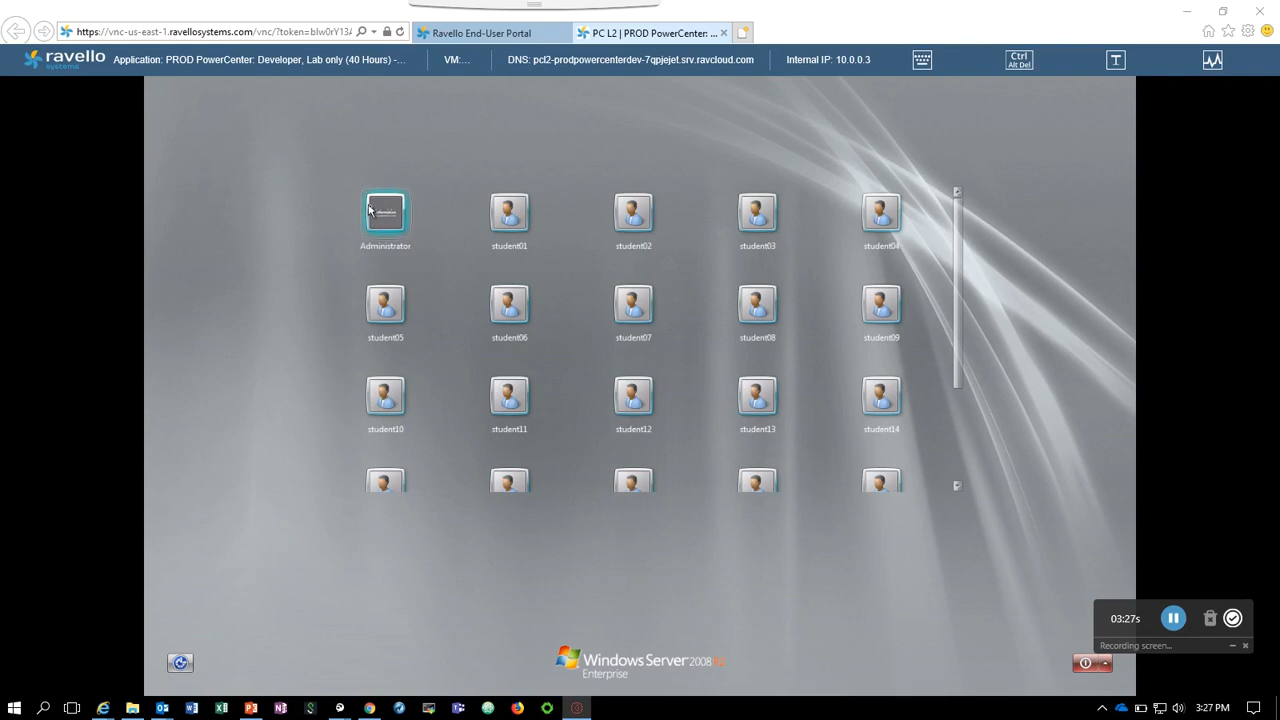 https://vnc-us-east-1.ravellosystems.com/vnc/?token=
Ravello End-User Portal
PC L2 | PROD PowerCenter: ...
ravello
systems
Application: PROD PowerCenter: Developer, Lab only (40 Hours) -...
VM:...
DNS: pcl2-prodpowercenterdev-7qpjejet.srv.ravcloud.com
Internal IP: 10.0.0.3
Ctrl
Alt Del
T
Administrator
student01
student02
student03
student04
student05
student06
student07
student08
student09
student10
student11
student12
student13
student14
Windows Server 2008 R2
Enterprise
03:27s
Recording screen...
3:27 PM